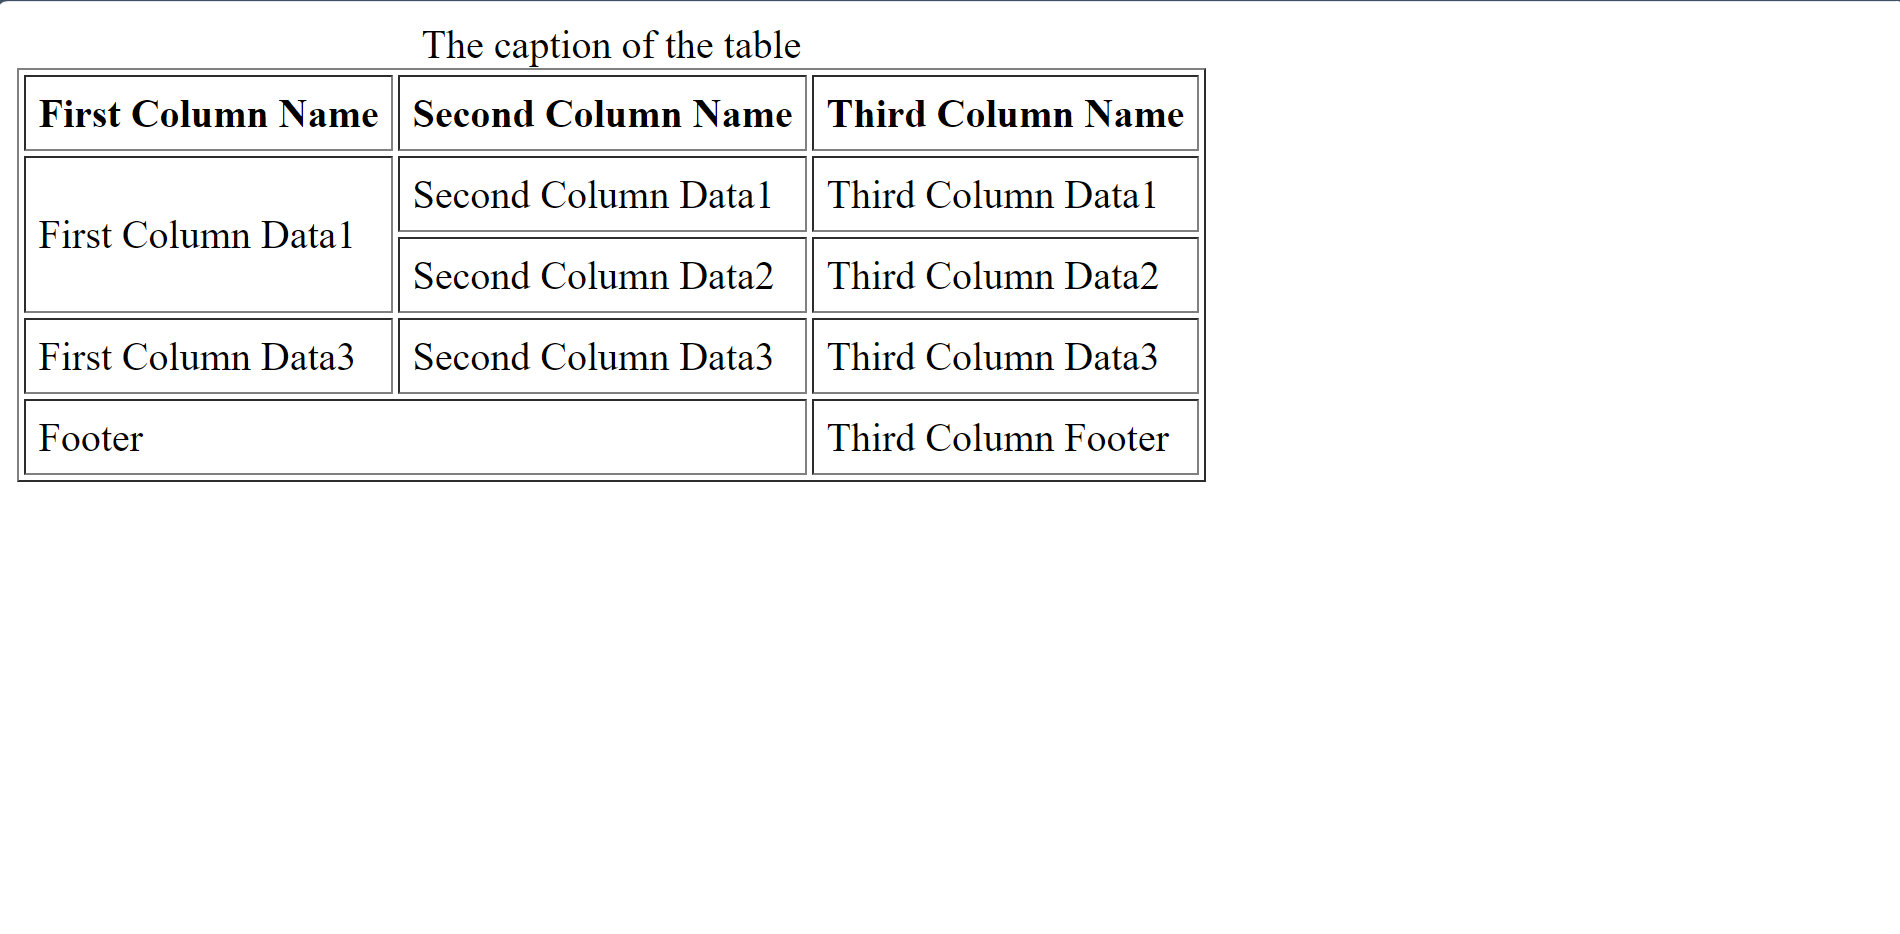 The caption of the table
First Column Name Second Column Name Third Column Name
First Column Data1 Second Column Data1 Third Column Data1
Second Column Data2 Third Column Data2
First Column Data3 Second Column Data3 Third Column Data3
Footer Third Column Footer